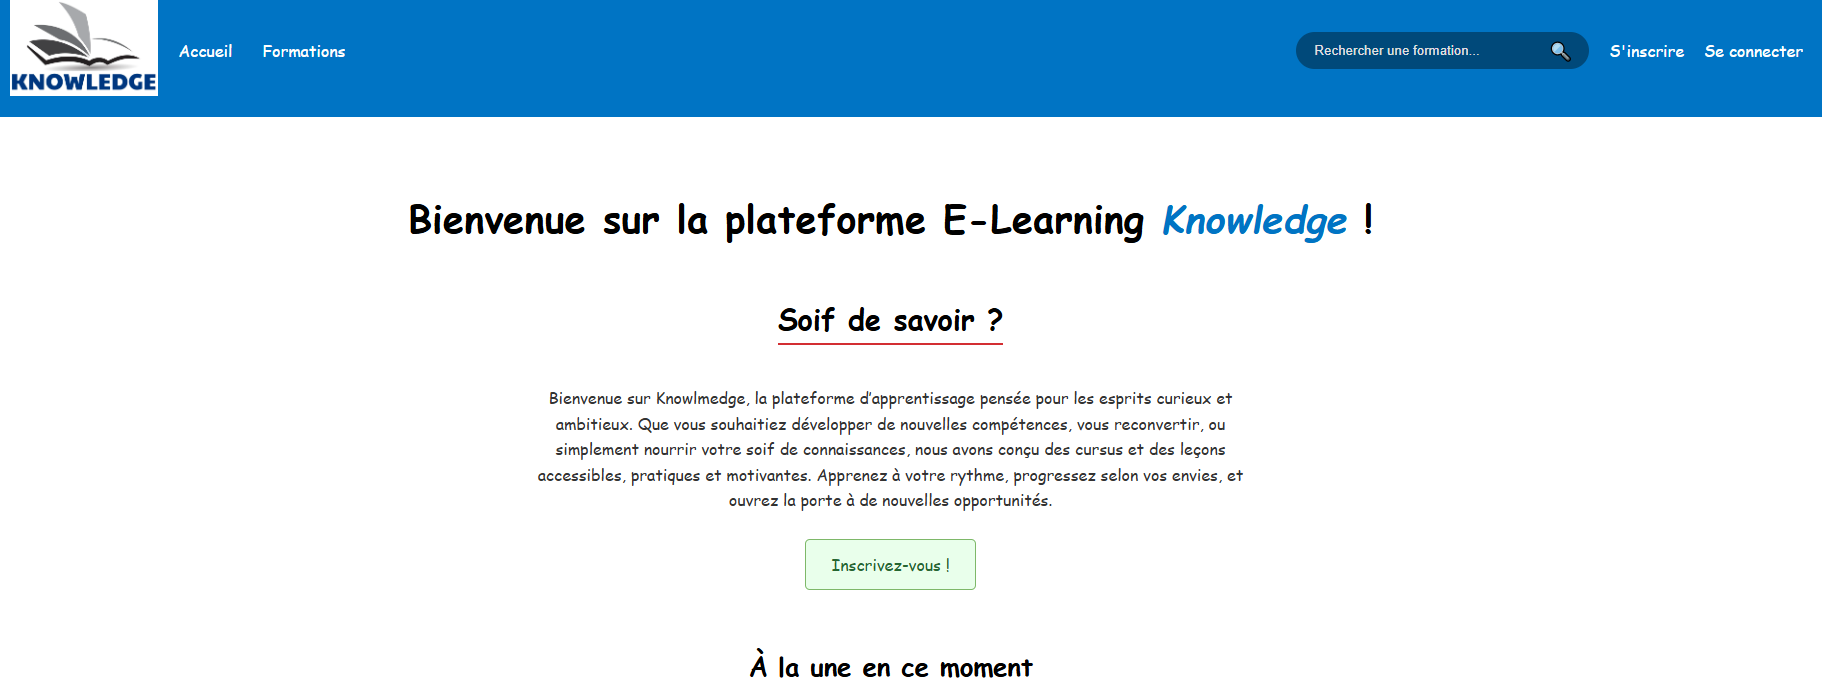 KNOWLEDGE
Accueil Formations Rechercher une formation... S'inscrire Se connecter
Bienvenue sur la plateforme E-Learning Knowledge !
Soif de savoir ?
Bienvenue sur Knowlmedge, la plateforme d'apprentissage pensée pour les esprits curieux et
ambitieux. Que vous souhaitiez développer de nouvelles compétences, vous reconvertir, ou
simplement nourrir votre soif de connaissances, nous avons conçu des cursus et des leçons
accessibles, pratiques et motivantes. Apprenez à votre rythme, progressez selon vos envies, et
ouvrez la porte à de nouvelles opportunités.
Inscrivez-vous !
À la une en ce moment